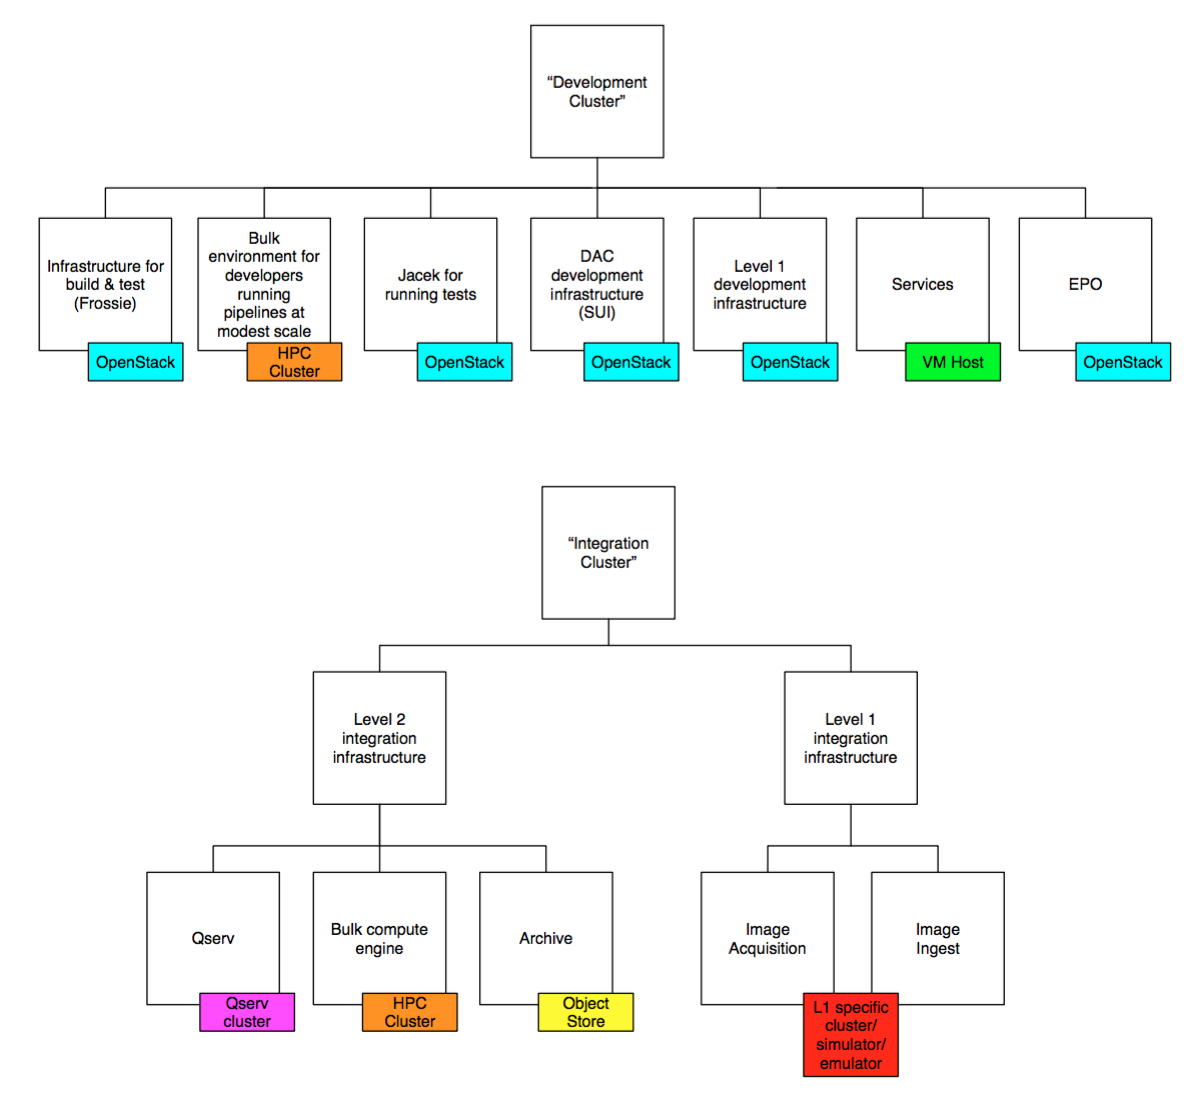 “Development
Cluster”
Infrastructure for
build & test
(Frossie)
OpenStack
Bulk
environment for
developers
running
pipelines at
modest scale
HPC
Cluster
Jacek for
running tests
OpenStack
DAC
development
infrastructure
(SUI)
OpenStack
Level 1
development
infrastructure
OpenStack
Services
VM Host
EPO
OpenStack
“Integration
Cluster”
Level 2
integration
infrastructure
Level 1
integration
infrastructure
Qserv
Qserv
cluster
Bulk compute
engine
HPC
Cluster
Archive
Object
Store
Image
Acquisition
Image
Ingest
L1 specific
cluster/
simulator/
emulator